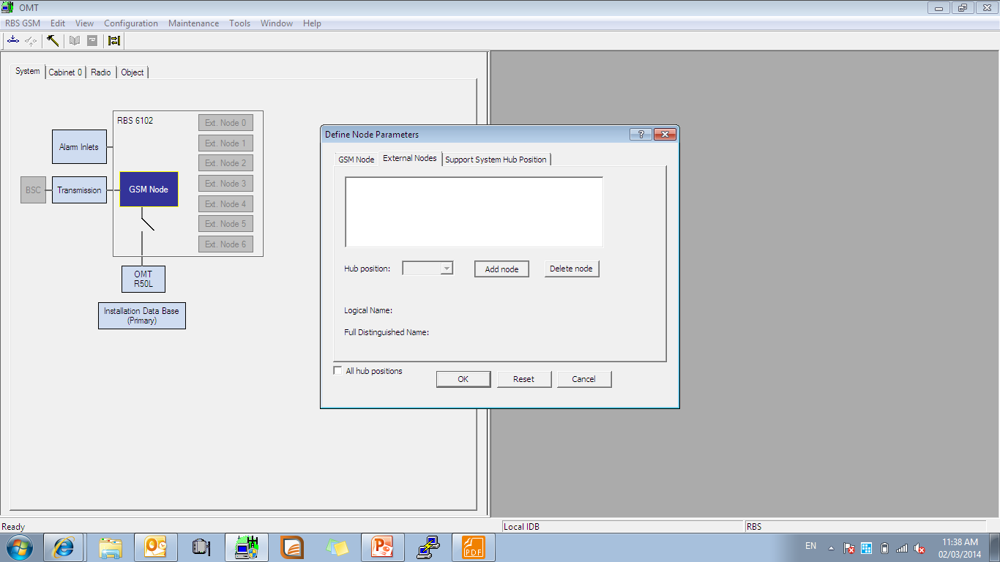 OMT
RBS GSM Edit View Configuration Maintenance Tools Window Help
System Cabinet 0 Radio Object
RBS 6102
Alarm Inlets
BSC
Transmission
GSM Node
Ext. Node 0
Ext. Node 1
Ext. Node 2
Ext. Node 3
Ext. Node 4
Ext. Node 5
Ext. Node 6
OMT
R50L
Installation Data Base
(Primary)
Define Node Parameters
GSM Node External Nodes Support System Hub Position
Hub position: Add node Delete node
Logical Name:
Full Distinguished Name:
All hub positions
OK Reset Cancel
Ready Local IDB RBS
EN
11:38 AM
02/03/2014
PDF